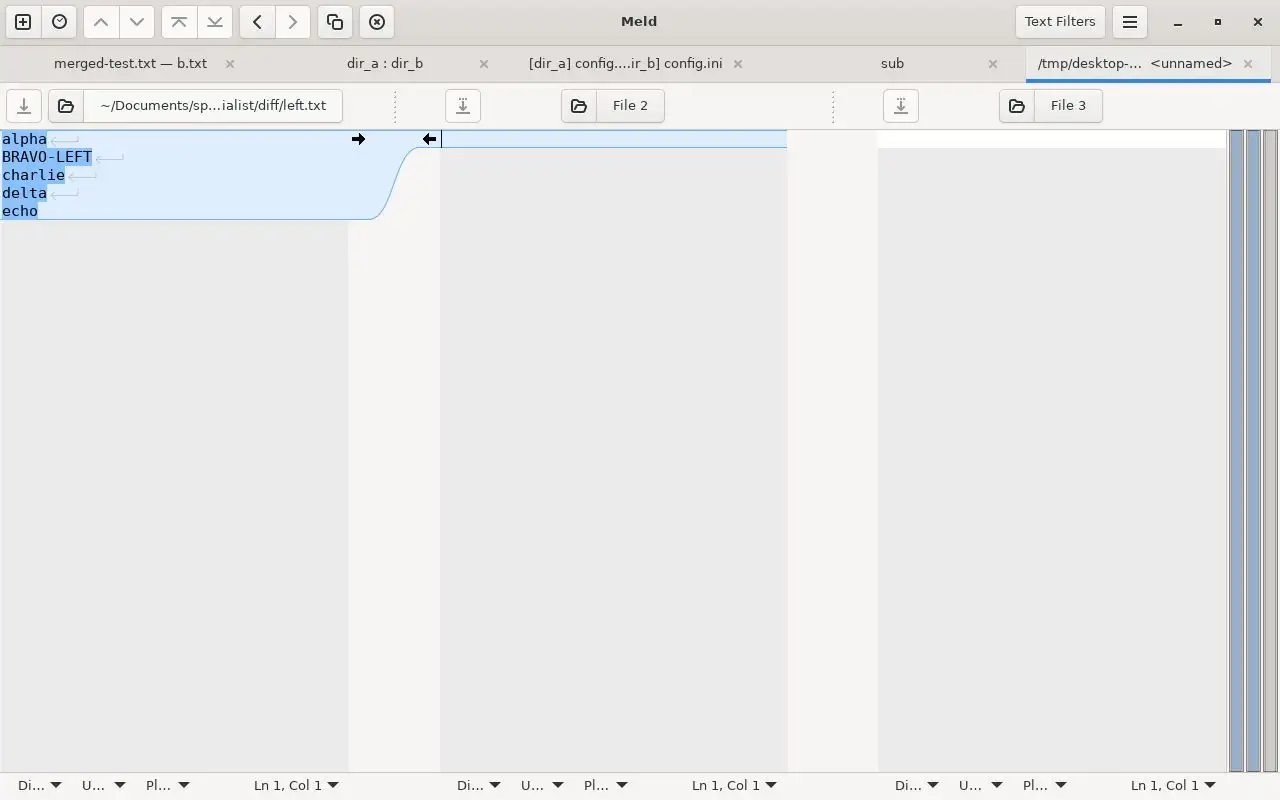 Meld
Text Filters
merged-test.txt — b.txt
dir_a : dir_b
[dir_a] config....ir_b] config.ini
sub
/tmp/desktop-... <unnamed>
~/Documents/sp...ialist/diff/left.txt
File 2
File 3
alpha
BRAVO-LEFT
charlie
delta
echo
Di... U... Pl... Ln 1, Col 1
Di... U... Pl... Ln 1, Col 1
Di... U... Pl... Ln 1, Col 1